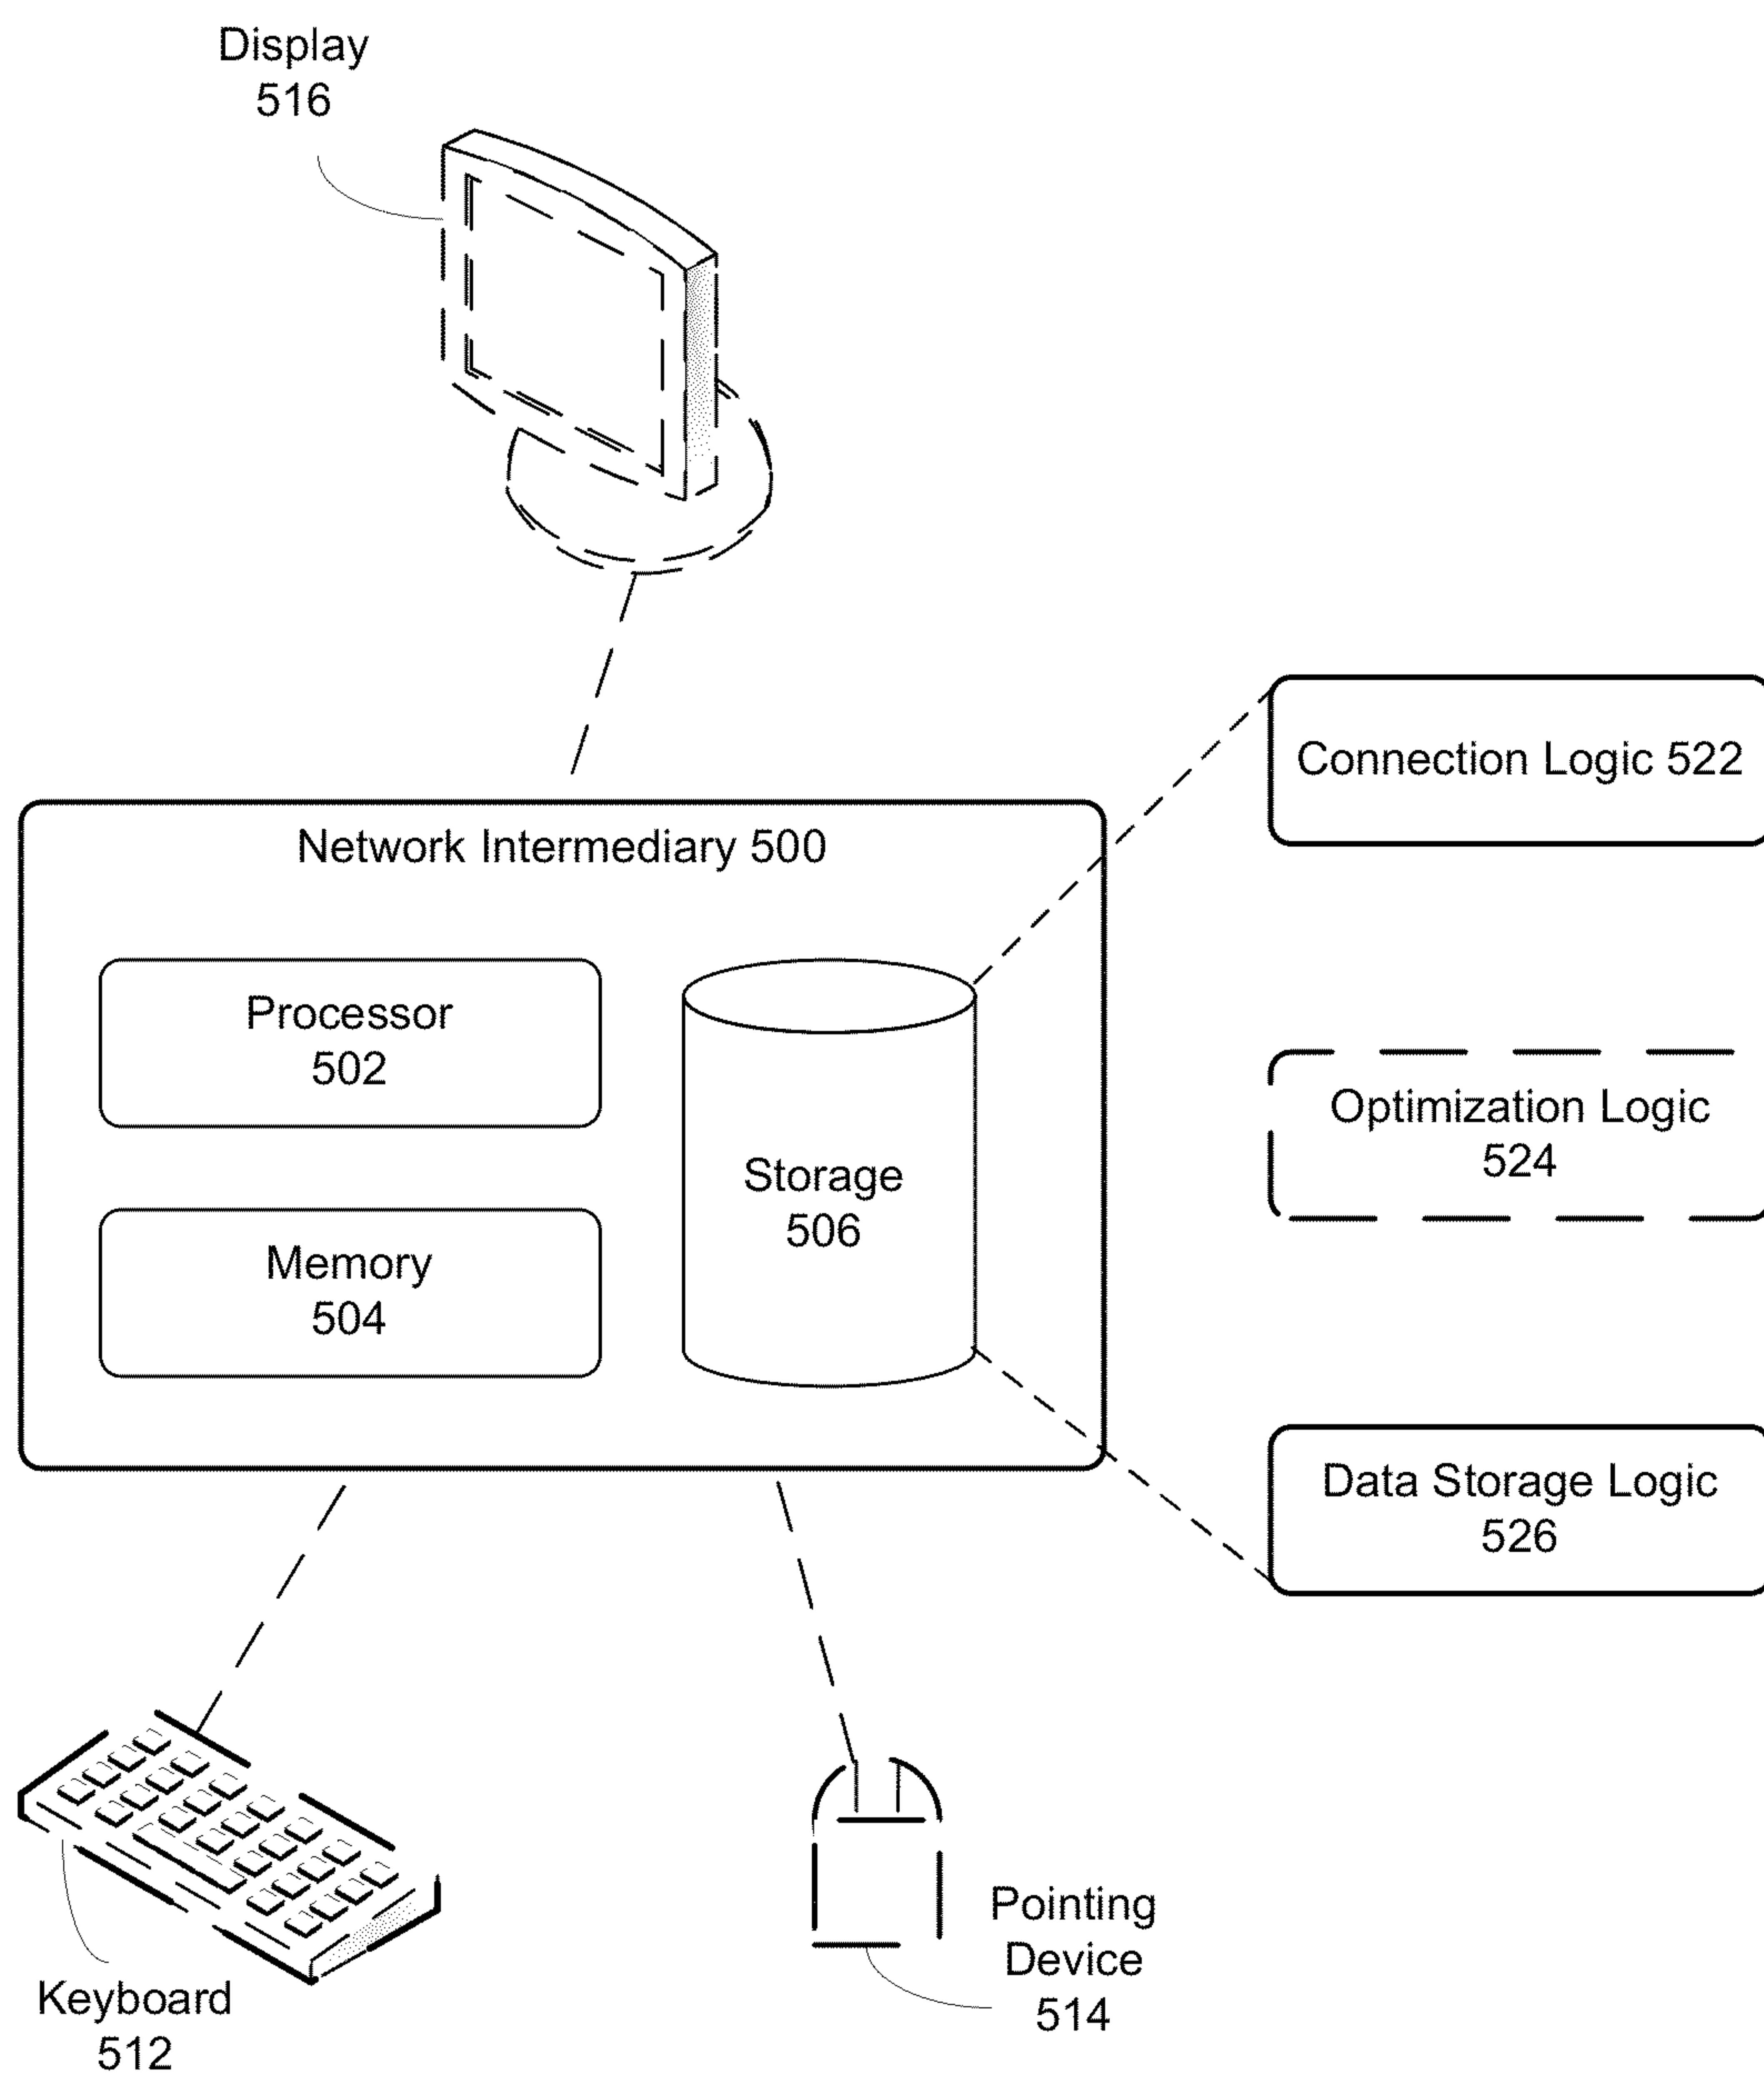 Display
516
Connection Logic 522
Network Intermediary 500
Processor
502
Memory
504
Storage
506
Optimization Logic
524
Data Storage Logic
526
Keyboard
512
Pointing
Device
514